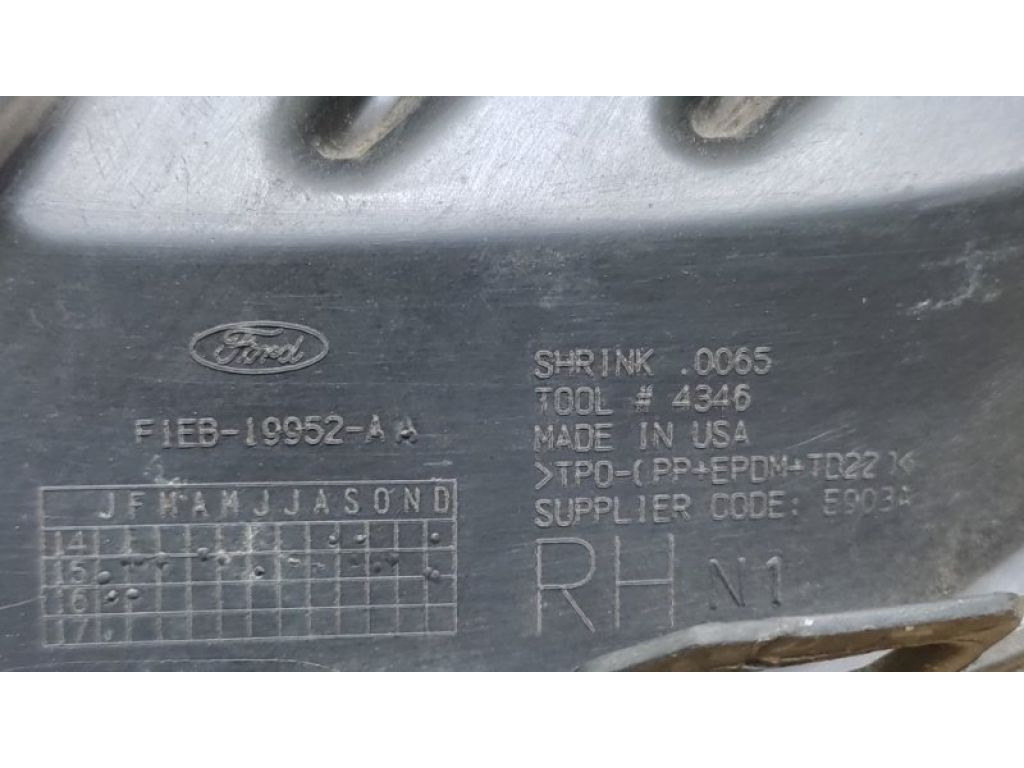 Ford
F1EB-19952-AA
J F M A M J J A S O N D
14
15
16
17
SHRINK .0065
TOOL # 4346
MADE IN USA
>TPO-(PP+EPDM+TD22)<
SUPPLIER CODE: E903A
RH N1